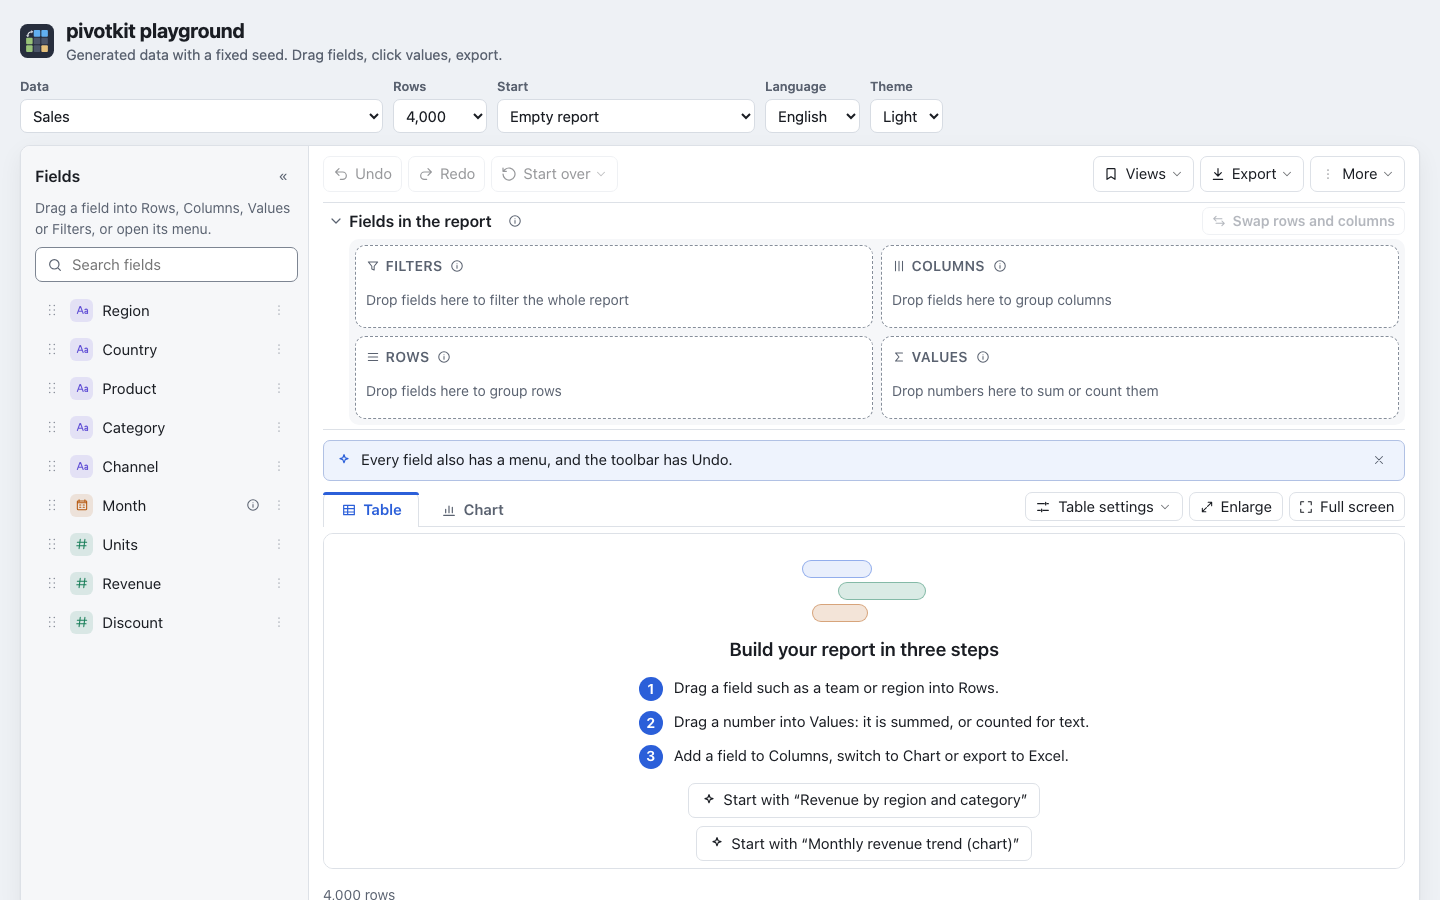 pivotkit playground
Generated data with a fixed seed. Drag fields, click values, export.
Data
Rows
Start
Language
Theme
Sales
4,000
Empty report
English
Light
Fields
«
Drag a field into Rows, Columns, Values
or Filters, or open its menu.
Search fields
Aa Region
Aa Country
Aa Product
Aa Category
Aa Channel
Month
# Units
# Revenue
# Discount
Undo
Redo
Start over
Views
Export
More
Fields in the report
Swap rows and columns
FILTERS
Drop fields here to filter the whole report
COLUMNS
Drop fields here to group columns
ROWS
Drop fields here to group rows
Σ VALUES
Drop numbers here to sum or count them
Every field also has a menu, and the toolbar has Undo.
Table
Chart
Table settings
Enlarge
Full screen
Build your report in three steps
1 Drag a field such as a team or region into Rows.
2 Drag a number into Values: it is summed, or counted for text.
3 Add a field to Columns, switch to Chart or export to Excel.
Start with “Revenue by region and category”
Start with “Monthly revenue trend (chart)”
4,000 rows